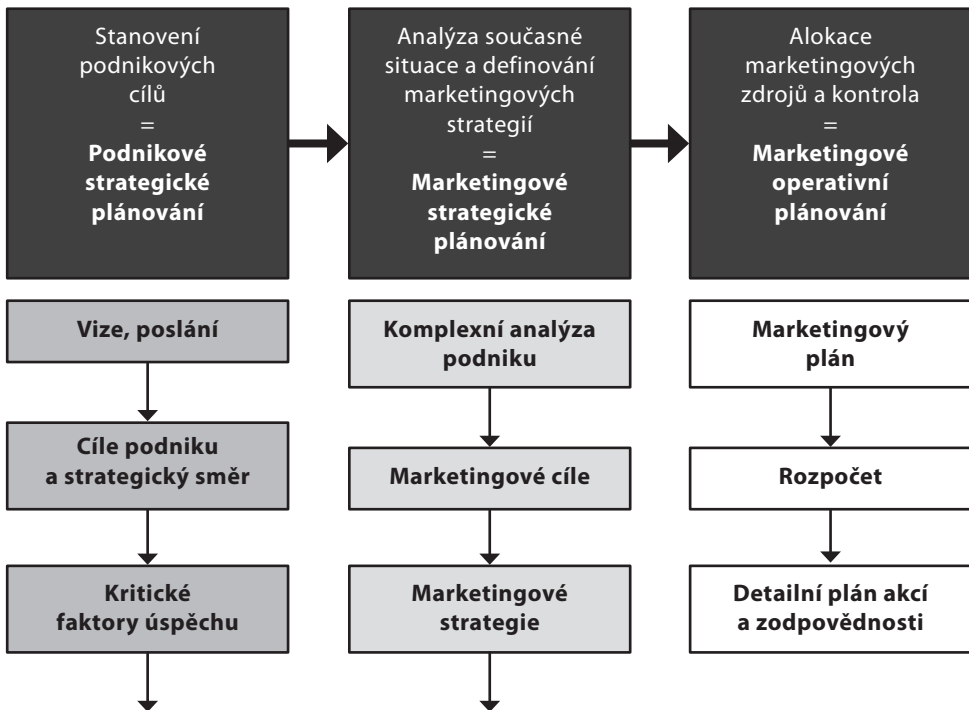 Stanovení
podnikových
cílů
=
Podnikové
strategické
plánování
Analýza současné
situace a definování
marketingových
strategií
=
Marketingové
strategické
plánování
Alokace
marketingových
zdrojů a kontrola
=
Marketingové
operativní
plánování
Vize, poslání
Cíle podniku
a strategický směr
Kritické
faktory úspěchu
Komplexní analýza
podniku
Marketingové cíle
Marketingové
strategie
Marketingový
plán
Rozpočet
Detailní plán akcí
a zodpovědnosti